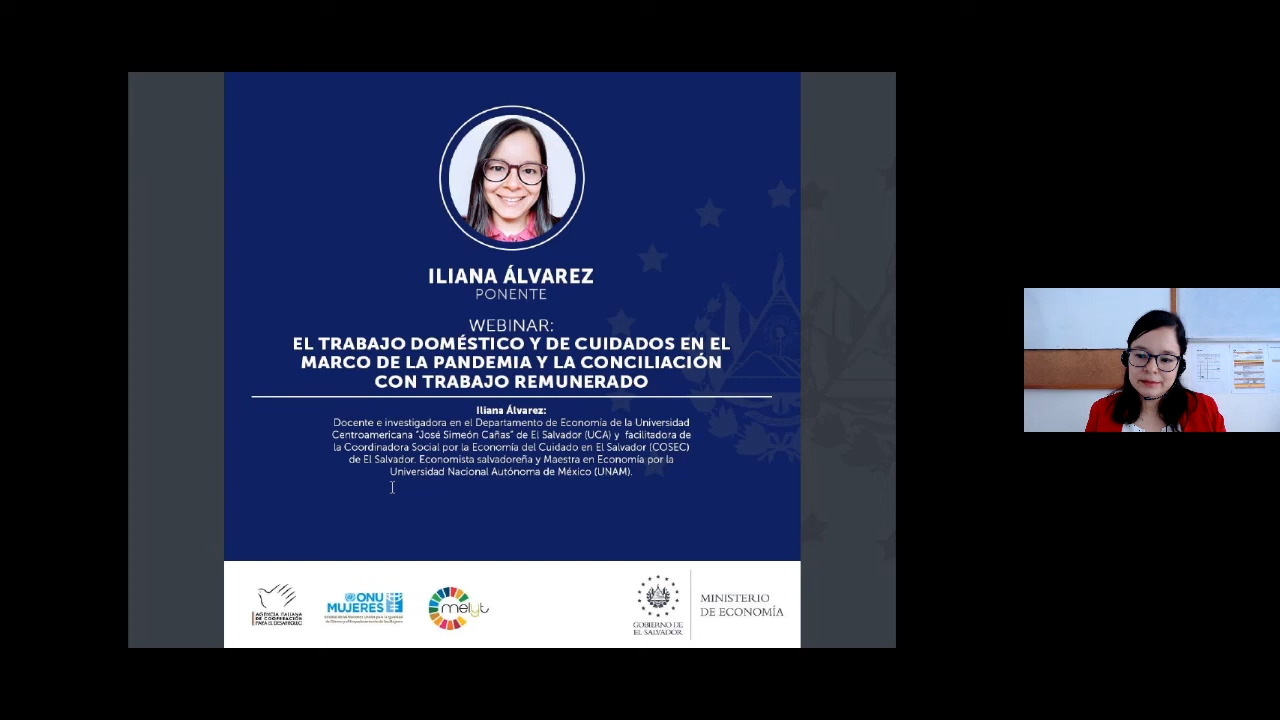 ILIANA ÁLVAREZ
PONENTE
WEBINAR:
EL TRABAJO DOMÉSTICO Y DE CUIDADOS EN EL
MARCO DE LA PANDEMIA Y LA CONCILIACIÓN
CON TRABAJO REMUNERADO
Iliana Álvarez:
Docente e investigadora en el Departamento de Economía de la Universidad
Centroamericana "José Simeón Cañas" de El Salvador (UCA) y facilitadora de
la Coordinadora Social por la Economía del Cuidado en El Salvador (COSEC)
de El Salvador. Economista salvadoreña y Maestra en Economía por la
Universidad Nacional Autónoma de México (UNAM).
AGENCIA ITALIANA
DE COOPERACIÓN
PARA EL DESARROLLO
ONU
MUJERES
melyt
GOBIERNO DE
EL SALVADOR
MINISTERIO
DE ECONOMÍA